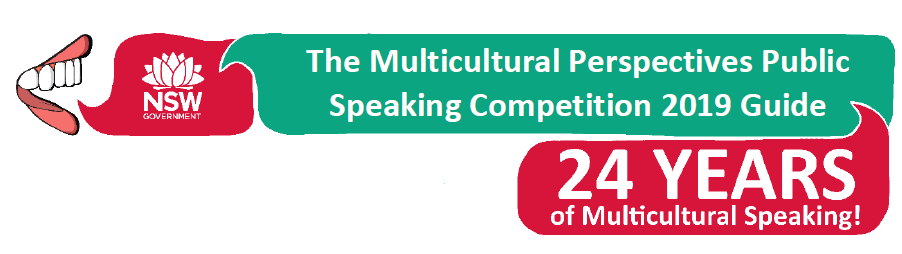 NSW
GOVERNMENT
The Multicultural Perspectives Public
Speaking Competition 2019 Guide
24 YEARS
of Multicultural Speaking!